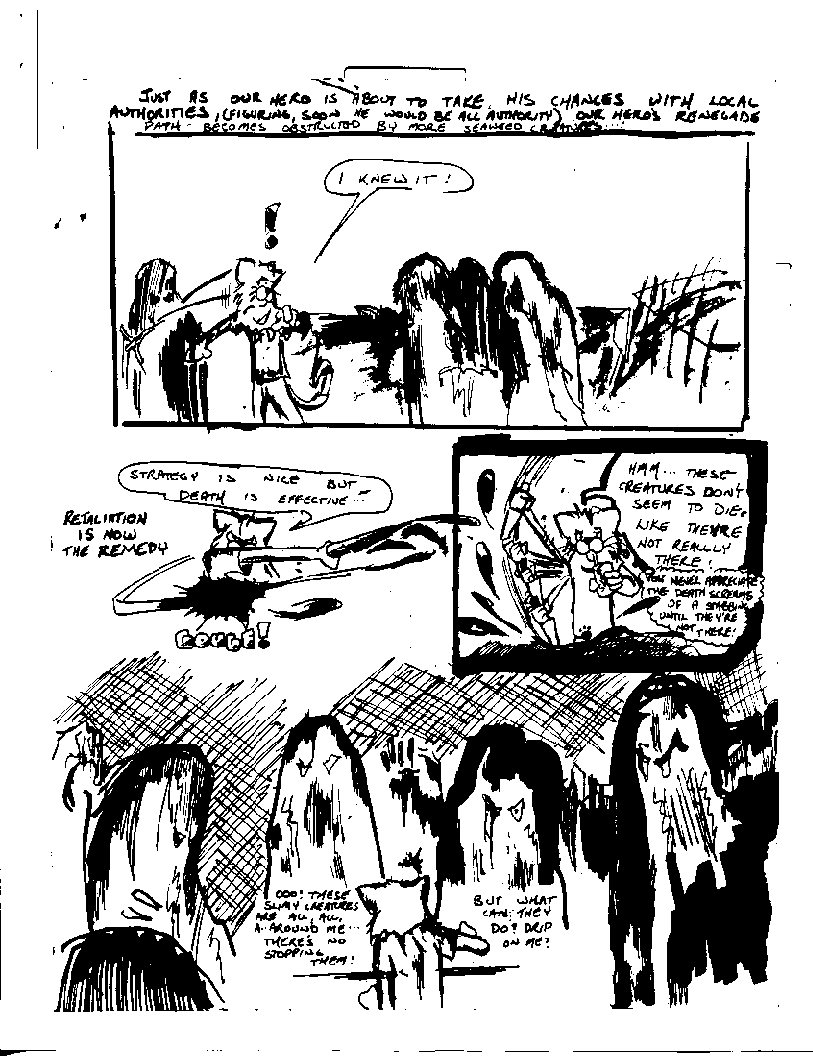 JUST AS OUR HERO IS ABOUT TO TAKE HIS CHANCES WITH LOCAL
AUTHORITIES, (FIGURING, SOON HE WOULD BE ALL AUTHORITY) OUR HERO'S RENEGADE
PATH BECOMES OBSTRUCTED BY MORE SEAWEED CREATURES....
I KNEW IT!
!
STRATEGY IS NICE BUT
DEATH IS EFFECTIVE...
RETALIATION
IS NOW
THE REMEDY
HMM... THESE
CREATURES DON'T
SEEM TO DIE,
LIKE THEY'RE
NOT REALLLY
THERE!
YOU NEVER APPRECIATE
THE DEATH SCREAMS
OF A STABBING
UNTIL THEY'RE
NOT THERE!
OOO! THESE
SLIMY CREATURES
ARE ALL, ALL,
A-AROUND ME...
THERE'S NO
STOPPING
THEM!
BUT WHAT
CAN THEY
DO? DRIP
ON ME?